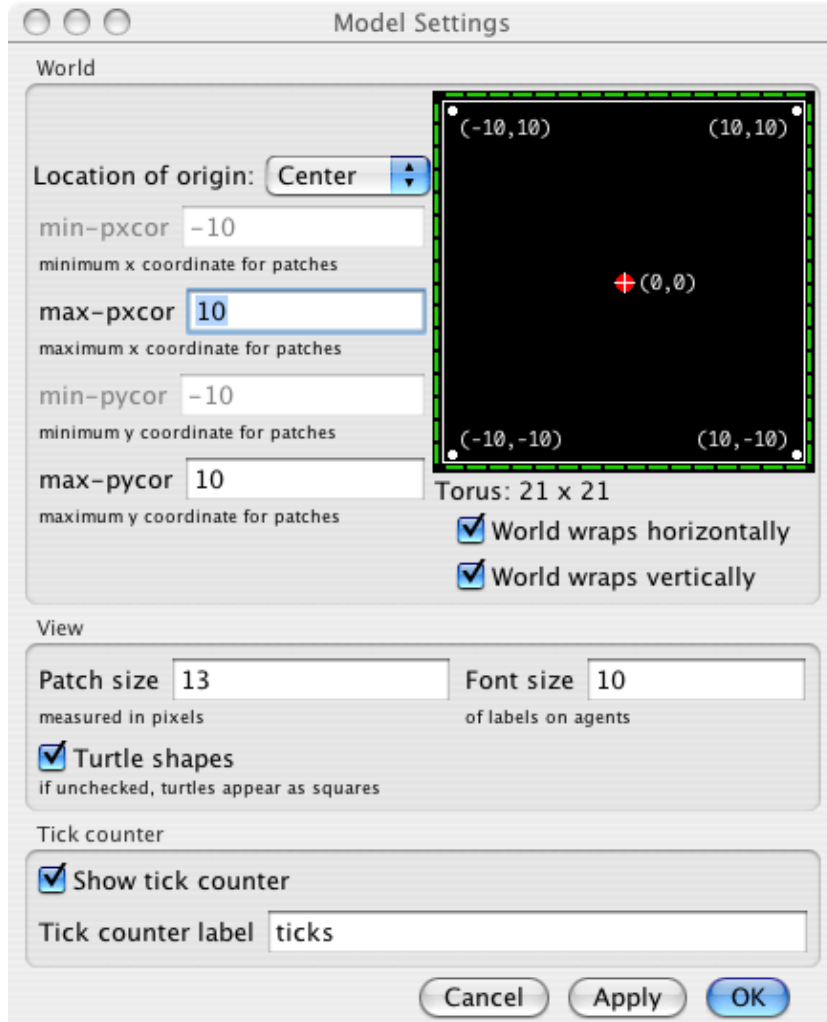 Model Settings
World
Location of origin: Center
min-pxcor -10
minimum x coordinate for patches
max-pxcor 10
maximum x coordinate for patches
min-pycor -10
minimum y coordinate for patches
max-pycor 10
maximum y coordinate for patches
(-10,10) (10,10)
(0,0)
(-10,-10) (10,-10)
Torus: 21 x 21
World wraps horizontally
World wraps vertically
View
Patch size 13
measured in pixels
Font size 10
of labels on agents
Turtle shapes
if unchecked, turtles appear as squares
Tick counter
Show tick counter
Tick counter label ticks
Cancel Apply OK